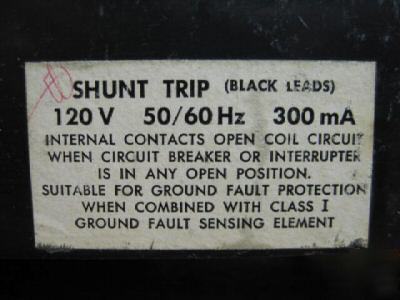 SHUNT TRIP (BLACK LEADS)
120 V 50/60 Hz 300 mA
INTERNAL CONTACTS OPEN COIL CIRCUIT
WHEN CIRCUIT BREAKER OR INTERRUPTER
IS IN ANY OPEN POSITION.
SUITABLE FOR GROUND FAULT PROTECTION
WHEN COMBINED WITH CLASS I
GROUND FAULT SENSING ELEMENT